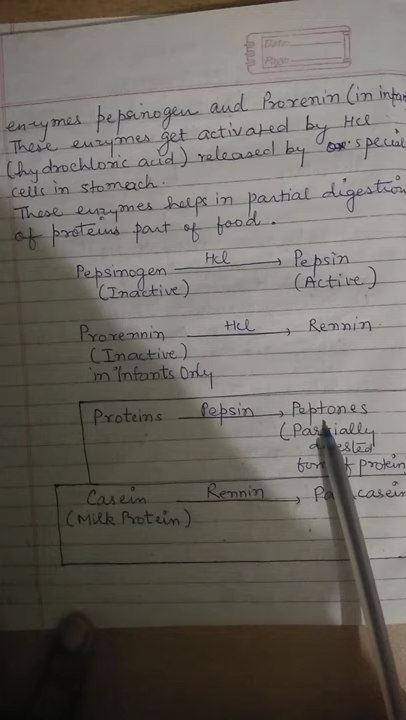 Date:
Page:
enzymes pepsinogen and Prorenin (in infan
These enzymes get activated by Hcl
(hydrochloric acid) released by special
cells in stomach.
These enzymes helps in partial digestion
of proteins part of food.
Pepsinogen Hcl Pepsin
(Inactive) (Active)
Prorennin Hcl Rennin
(Inactive)
in Infants Only
Proteins Pepsin Peptones
(Partially
digested
form of protein
Casein Rennin casein
(Milk Protein)